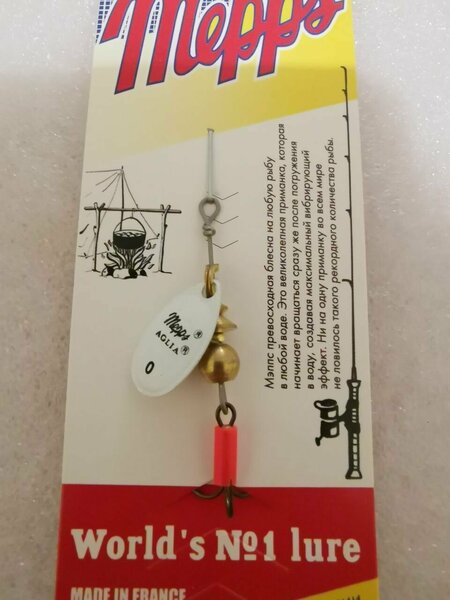 Mepps
Мэппс превосходная блесна на любую рыбу
в любой воде. Это великолепная приманка, которая
начинает вращаться сразу же после погружения
в воду, создавая максимальный вибрирующий
эффект. Ни на одну приманку во всем мире
не ловилось такого рекордного количества рыбы.
Mepps
AGLIA
0
World's №1 lure
MADE IN FRANCE